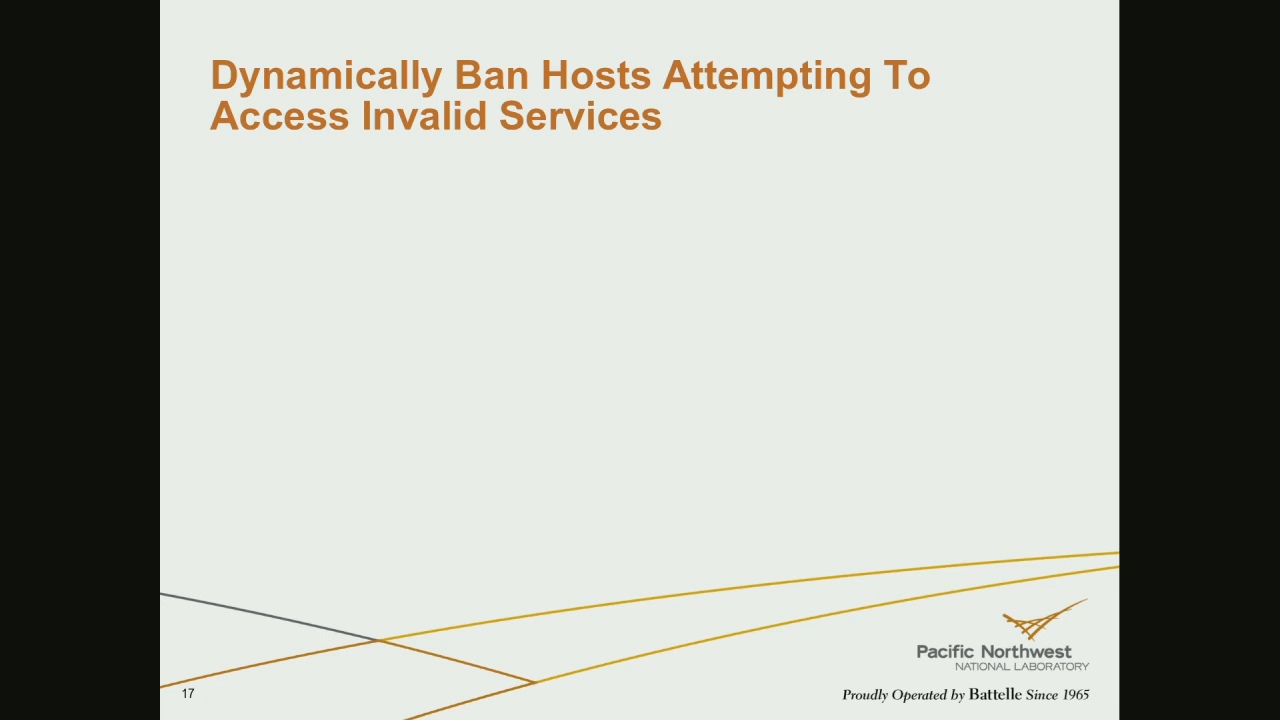 Dynamically Ban Hosts Attempting To
Access Invalid Services
Pacific Northwest
NATIONAL LABORATORY
17
Proudly Operated by Battelle Since 1965